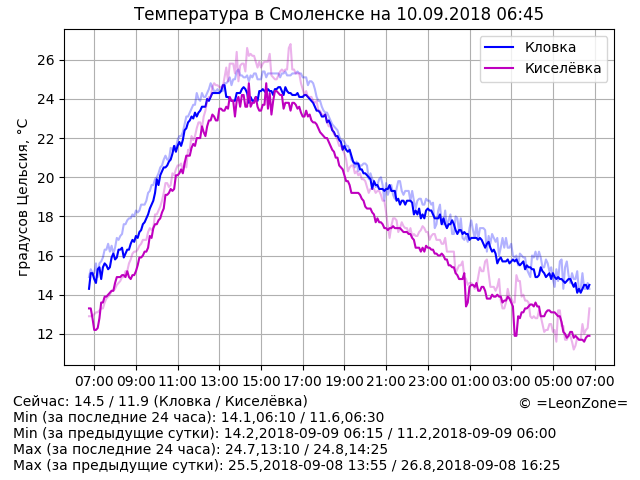 Температура в Смоленске на 10.09.2018 06:45
Кловка
Киселёвка
градусов Цельсия, °C
26
24
22
20
18
16
14
12
07:00 09:00 11:00 13:00 15:00 17:00 19:00 21:00 23:00 01:00 03:00 05:00 07:00
Сейчас: 14.5 / 11.9 (Кловка / Киселёвка)
© =LeonZone=
Min (за последние 24 часа): 14.1,06:10 / 11.6,06:30
Min (за предыдущие сутки): 14.2,2018-09-09 06:15 / 11.2,2018-09-09 06:00
Max (за последние 24 часа): 24.7,13:10 / 24.8,14:25
Max (за предыдущие сутки): 25.5,2018-09-08 13:55 / 26.8,2018-09-08 16:25